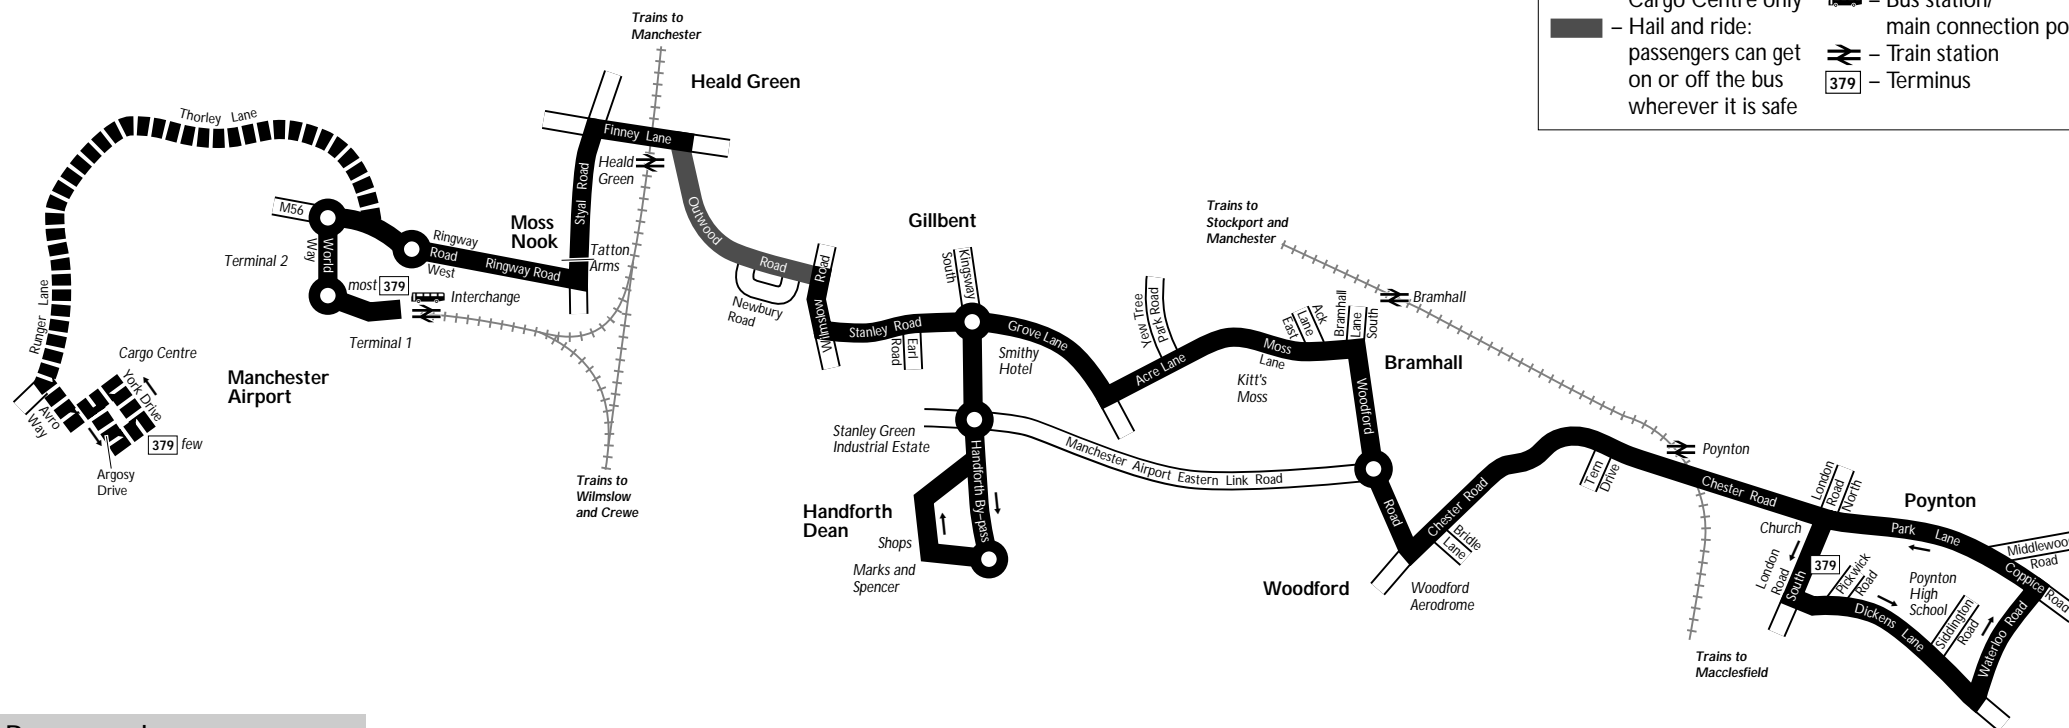 Cargo Centre only
– Hail and ride:
passengers can get
on or off the bus
wherever it is safe
– Bus station/
main connection po
– Train station
379 – Terminus
Trains to
Manchester
Heald Green
Thorley Lane
Finney Lane
Heald
Green
Styal Road
M56
Moss
Nook
Ringway
Road
West
Ringway Road
Tatton
Arms
World
Way
Terminal 2
most 379
Interchange
Terminal 1
Runger Lane
Cargo Centre
York Drive
Avro
Way
379 few
Argosy
Drive
Manchester
Airport
Trains to
Wilmslow
and Crewe
Outwood
Road
Newbury
Road
Wilmslow
Road
Gillbent
Kingsway
South
Stanley Road
Earl
Road
Grove Lane
Smithy
Hotel
Stanley Green
Industrial Estate
Handforth By-pass
Handforth
Dean
Shops
Marks and
Spencer
Manchester Airport Eastern Link Road
Yew Tree
Park Road
Acre Lane
Moss
Lane
Kitt's
Moss
Ack
Lane
East
Bramhall
Lane
South
Trains to
Stockport and
Manchester
Bramhall
Bramhall
Woodford
Road
Woodford
Chester Road
Bridle
Lane
Woodford
Aerodrome
Tern
Drive
Poynton
Chester Road
London
Road
North
Poynton
Church
Park Lane
Middlewoo
Road
Coppice
Road
London
Road
South
379
Pickwick
Road
Poynton
High
School
Dickens Lane
Siddington
Road
Waterloo Road
Trains to
Macclesfield